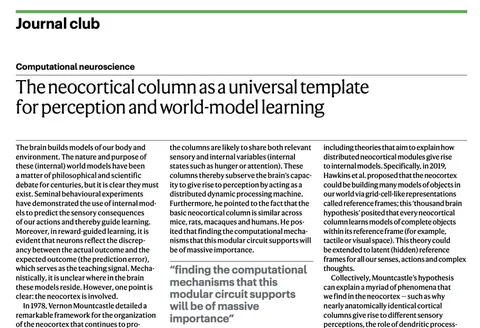 Journal club
Computational neuroscience
The neocortical column as a universal template
for perception and world-model learning
The brain builds models of our body and
environment. The nature and purpose of
these (internal) world models have been
a matter of philosophical and scientific
debate for centuries, but it is clear they must
exist. Seminal behavioural experiments
have demonstrated the use of internal mod-
els to predict the sensory consequences
of our actions and thereby guide learning.
Moreover, in reward-guided learning, it is
evident that neurons reflect the discrep-
ancy between the actual outcome and the
expected outcome (the prediction error),
which serves as the teaching signal. Mecha-
nistically, it is unclear where in the brain
these models reside. However, one point is
clear: the neocortex is involved.
In 1978, Vernon Mountcastle detailed a
remarkable framework for the organization
of the neocortex that continues to pro-
the columns are likely to share both relevant
sensory and internal variables (internal
states such as hunger or attention). These
columns thereby subserve the brain's capac-
ity to give rise to perception by acting as a
distributed dynamic processing machine.
Furthermore, he pointed to the fact that the
basic neocortical column is similar across
mice, rats, macaques and humans. He pos-
ited that finding the computational mecha-
nisms that this modular circuit supports will
be of massive importance.
“finding the computational
mechanisms that this
modular circuit supports
will be of massive
importance”
including theories that aim to explain how
distributed neocortical modules give rise
to internal models. Specifically, in 2019,
Hawkins et al. proposed that the neocortex
could be building many models of objects in
our world via grid-cell-like representations
called reference frames; this 'thousand brain
hypothesis' posited that every neocortical
column learns models of complete objects
within its reference frame (for example,
tactile or visual space). This theory could
be extended to latent (hidden) reference
frames for all our senses, actions and complex
thoughts.
Collectively, Mountcastle's hypothesis
can explain a myriad of phenomena that
we find in the neocortex — such as why
nearly anatomically identical cortical
columns give rise to different sensory
perceptions, the role of dendritic process-